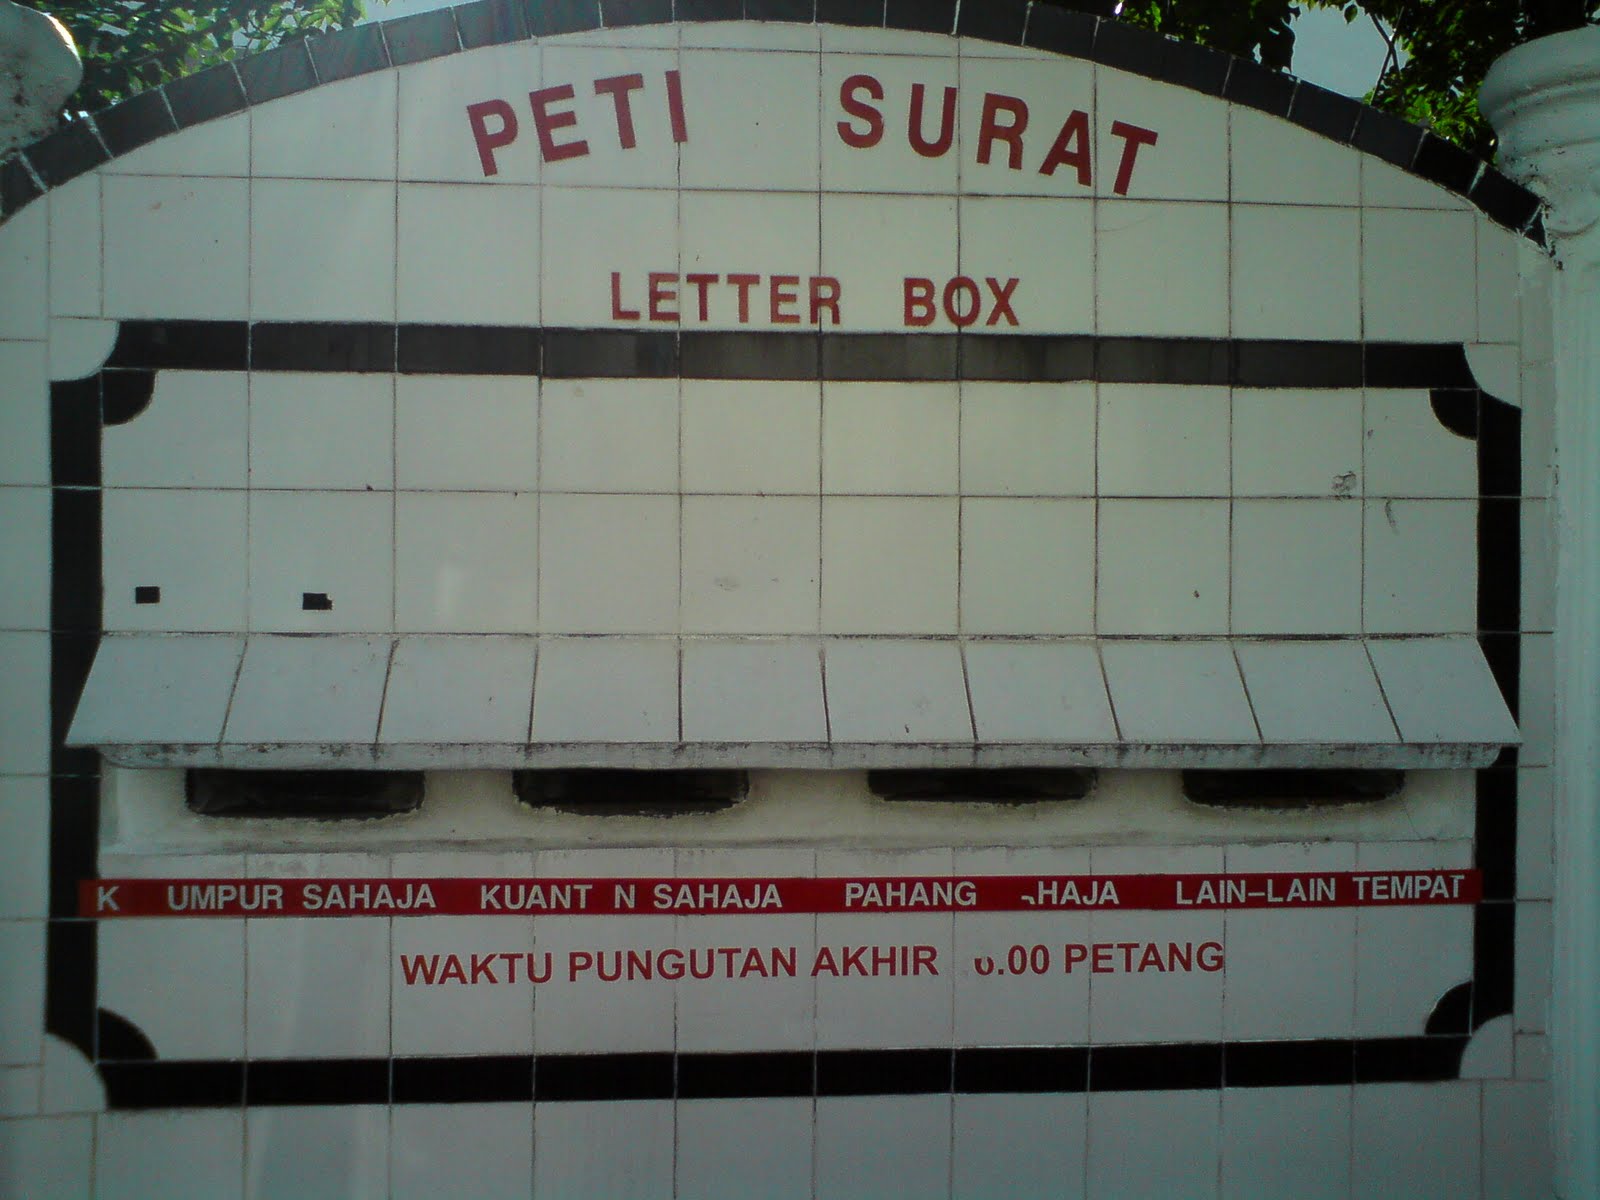 PETI SURAT
LETTER BOX
K UMPUR SAHAJA KUANT N SAHAJA PAHANG HAJA LAIN-LAIN TEMPAT
WAKTU PUNGUTAN AKHIR .00 PETANG